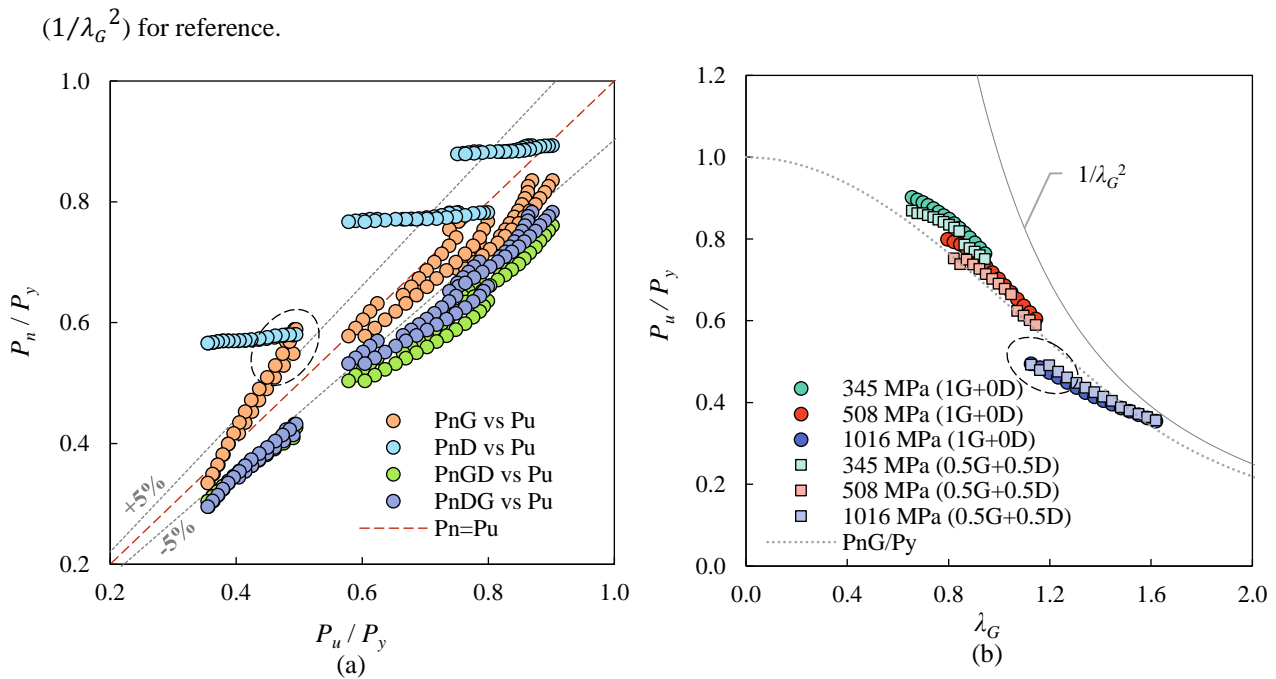 (1/λ_G²) for reference.
1.0
0.8
0.6
0.4
0.2
0.2
0.4
0.6
0.8
1.0
P_n / P_y
P_u / P_y
+5%
-5%
PnG vs Pu
PnD vs Pu
PnGD vs Pu
PnDG vs Pu
Pn=Pu
(a)
1.2
1.0
0.8
0.6
0.4
0.2
0.0
0.0
0.4
0.8
1.2
1.6
2.0
P_u / P_y
λ_G
1/λ_G²
345 MPa (1G+0D)
508 MPa (1G+0D)
1016 MPa (1G+0D)
345 MPa (0.5G+0.5D)
508 MPa (0.5G+0.5D)
1016 MPa (0.5G+0.5D)
PnG/Py
(b)